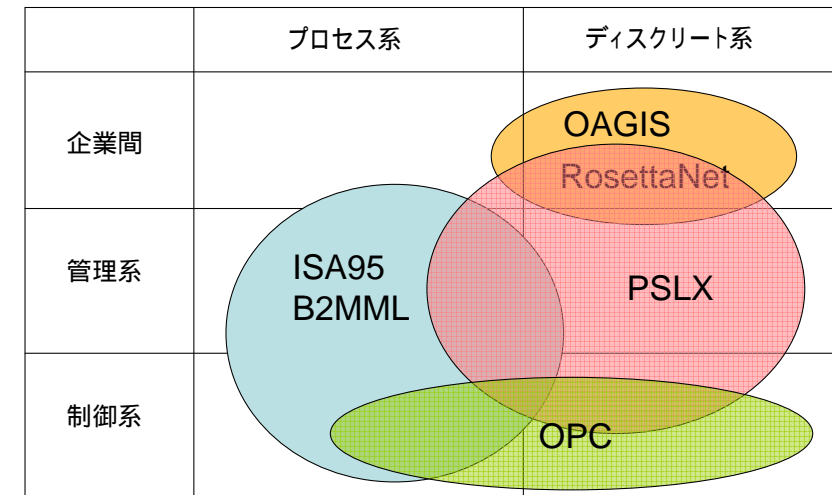 プロセス系 ディスクリート系
企業間
OAGIS
RosettaNet
管理系
ISA95
B2MML
PSLX
制御系
OPC